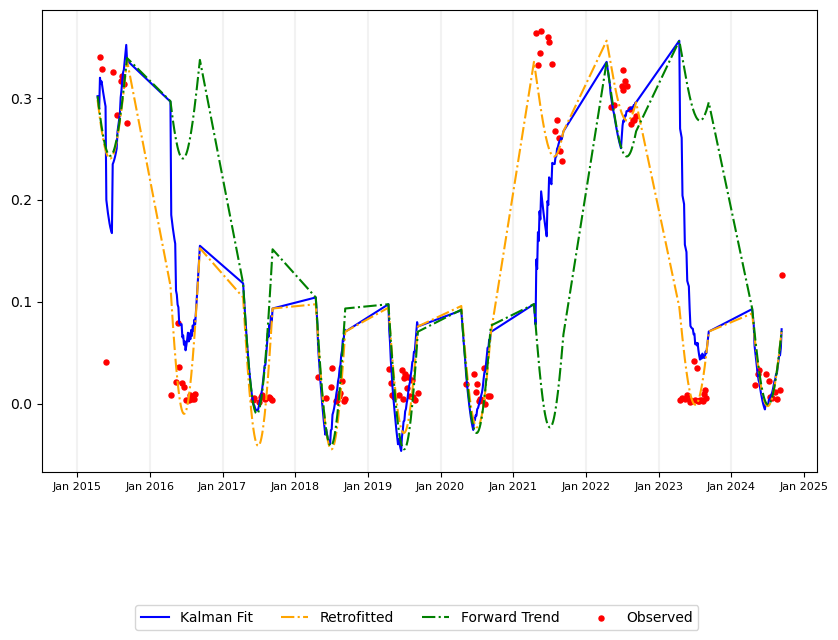 0.3
0.2
0.1
0.0
Jan 2015 Jan 2016 Jan 2017 Jan 2018 Jan 2019 Jan 2020 Jan 2021 Jan 2022 Jan 2023 Jan 2024 Jan 2025
Kalman Fit Retrofitted Forward Trend Observed